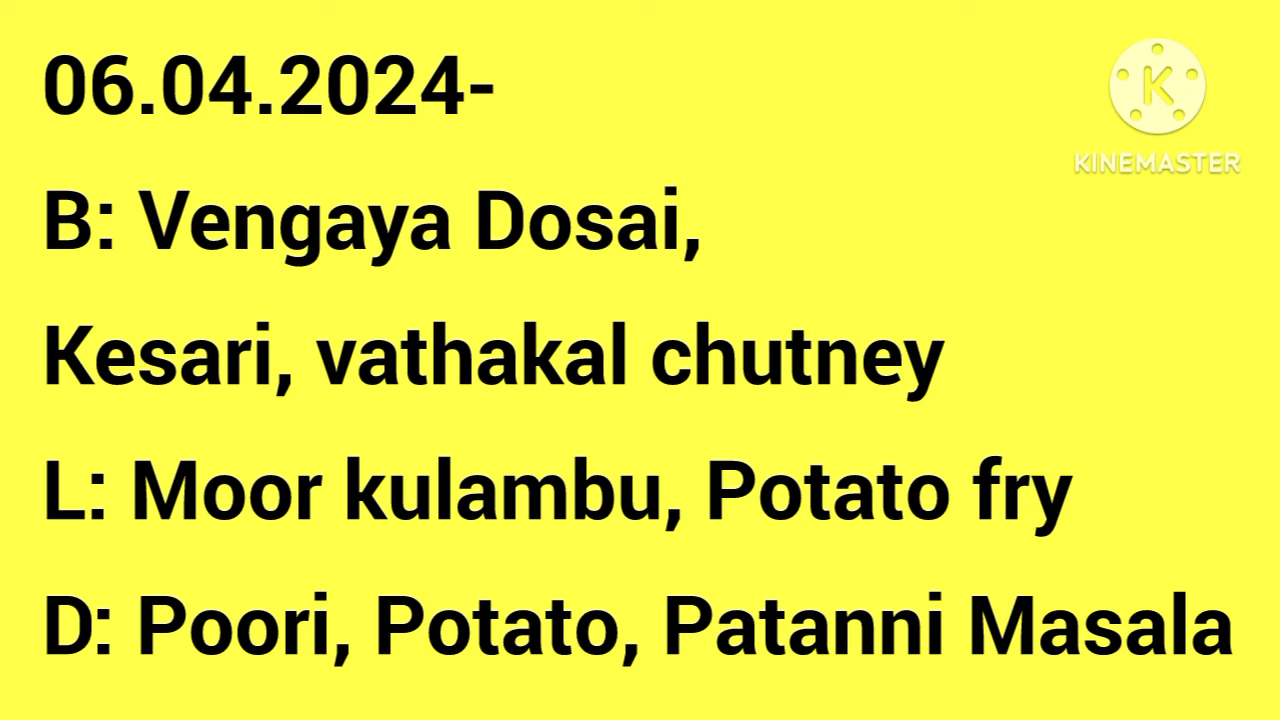 06.04.2024-
KINEMASTER
B: Vengaya Dosai,
Kesari, vathakal chutney
L: Moor kulambu, Potato fry
D: Poori, Potato, Patanni Masala